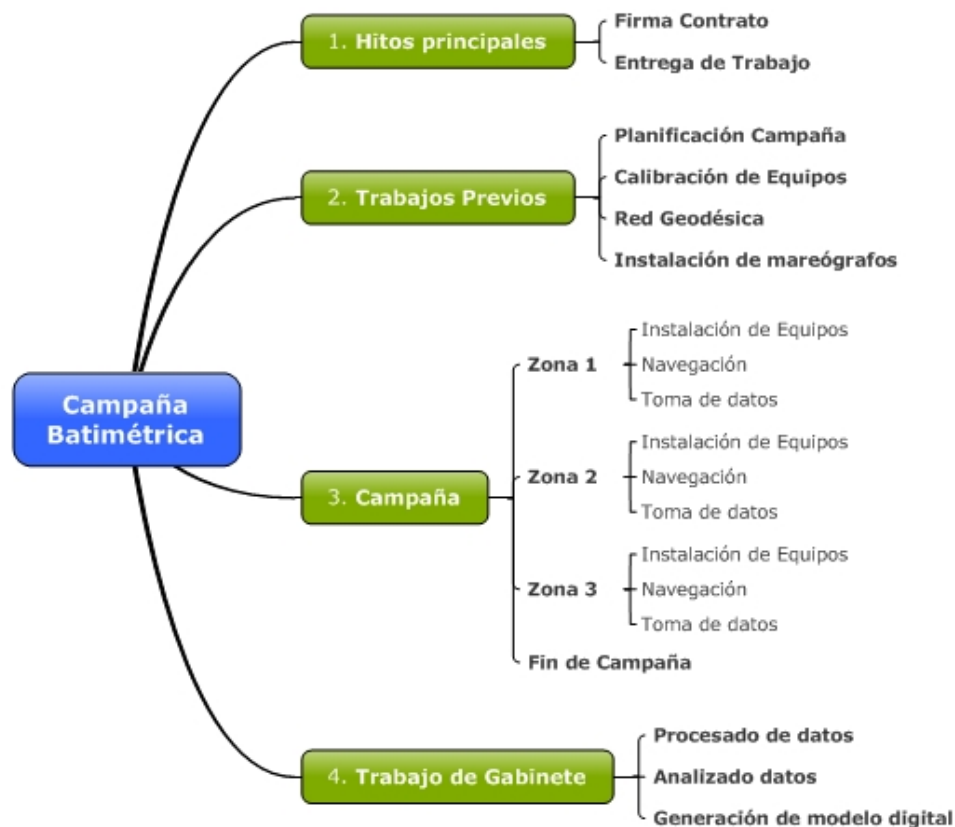 1. Hitos principales
Firma Contrato
Entrega de Trabajo
2. Trabajos Previos
Planificación Campaña
Calibración de Equipos
Red Geodésica
Instalación de mareógrafos
Campaña
Batimétrica
3. Campaña
Zona 1
Instalación de Equipos
Navegación
Toma de datos
Zona 2
Instalación de Equipos
Navegación
Toma de datos
Zona 3
Instalación de Equipos
Navegación
Toma de datos
Fin de Campaña
4. Trabajo de Gabinete
Procesado de datos
Analizado datos
Generación de modelo digital